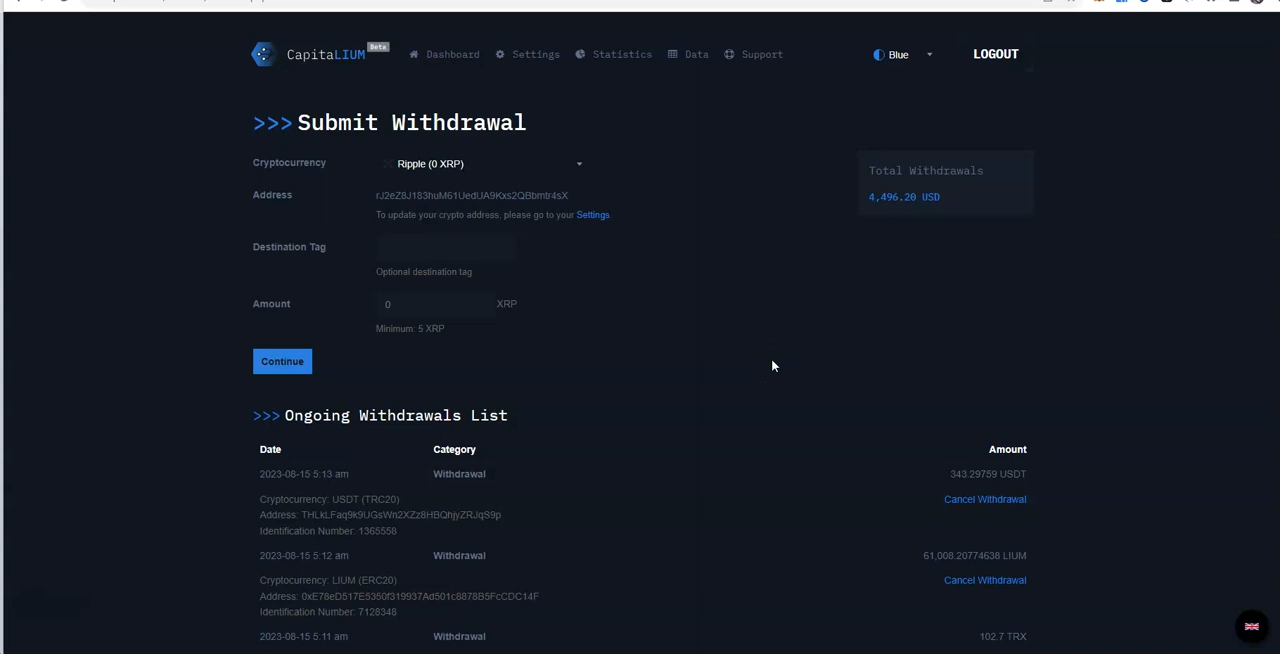 CapitaLIUM Beta Dashboard Settings Statistics Data Support Blue LOGOUT
>>> Submit Withdrawal
Cryptocurrency Ripple (0 XRP)
Total Withdrawals
Address rJ2eZ8J183huM61UedUA9Kxs2QBbmtr4sX
4,496.20 USD
To update your crypto address, please go to your Settings
Destination Tag
Optional destination tag
Amount 0 XRP
Minimum: 5 XRP
Continue
>>> Ongoing Withdrawals List
Date Category Amount
2023-08-15 5:13 am Withdrawal 343.29759 USDT
Cryptocurrency: USDT (TRC20) Cancel Withdrawal
Address: THLkLFaq9k9UGsWn2XZz8HBQhjyZRJqS9p
Identification Number: 1365558
2023-08-15 5:12 am Withdrawal 61,008.20774638 LIUM
Cryptocurrency: LIUM (ERC20) Cancel Withdrawal
Address: 0xE78eD517E5350f319937Ad501c8878B5FcCDC14F
Identification Number: 7128348
2023-08-15 5:11 am Withdrawal 102.7 TRX